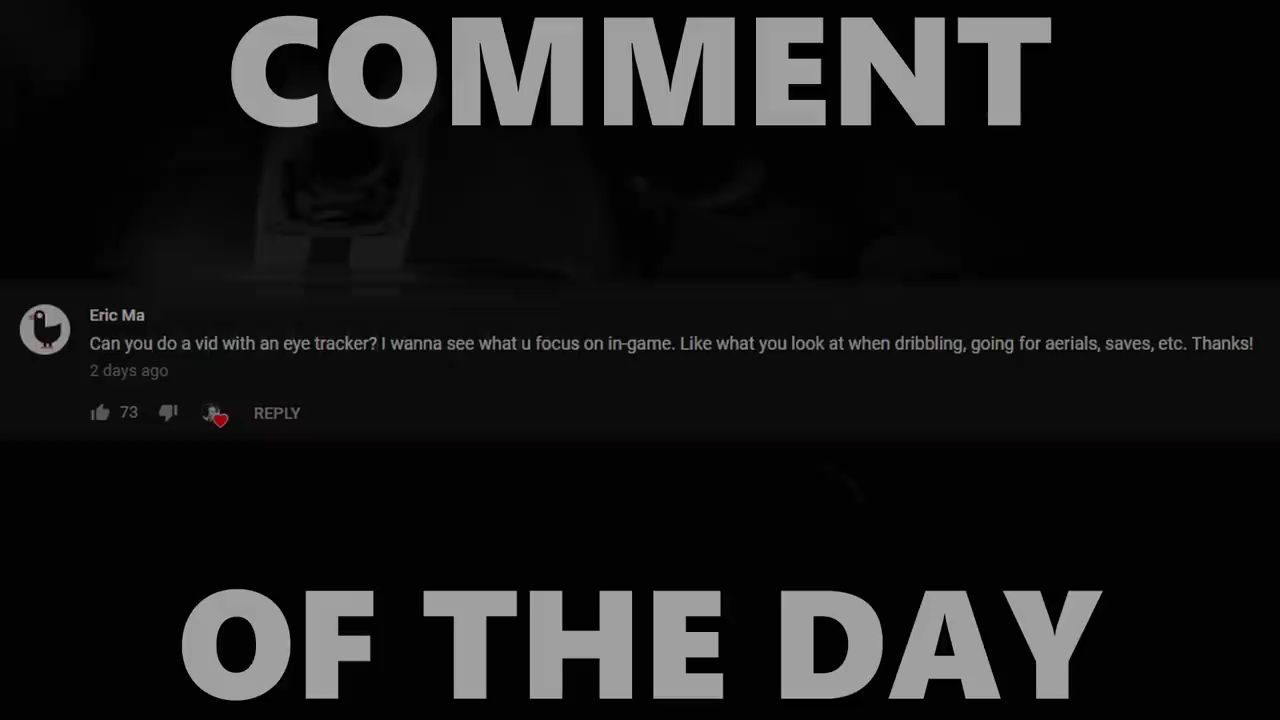 COMMENT
Eric Ma
Can you do a vid with an eye tracker? I wanna see what u focus on in-game. Like what you look at when dribbling, going for aerials, saves, etc. Thanks!
2 days ago
73 REPLY
OF THE DAY